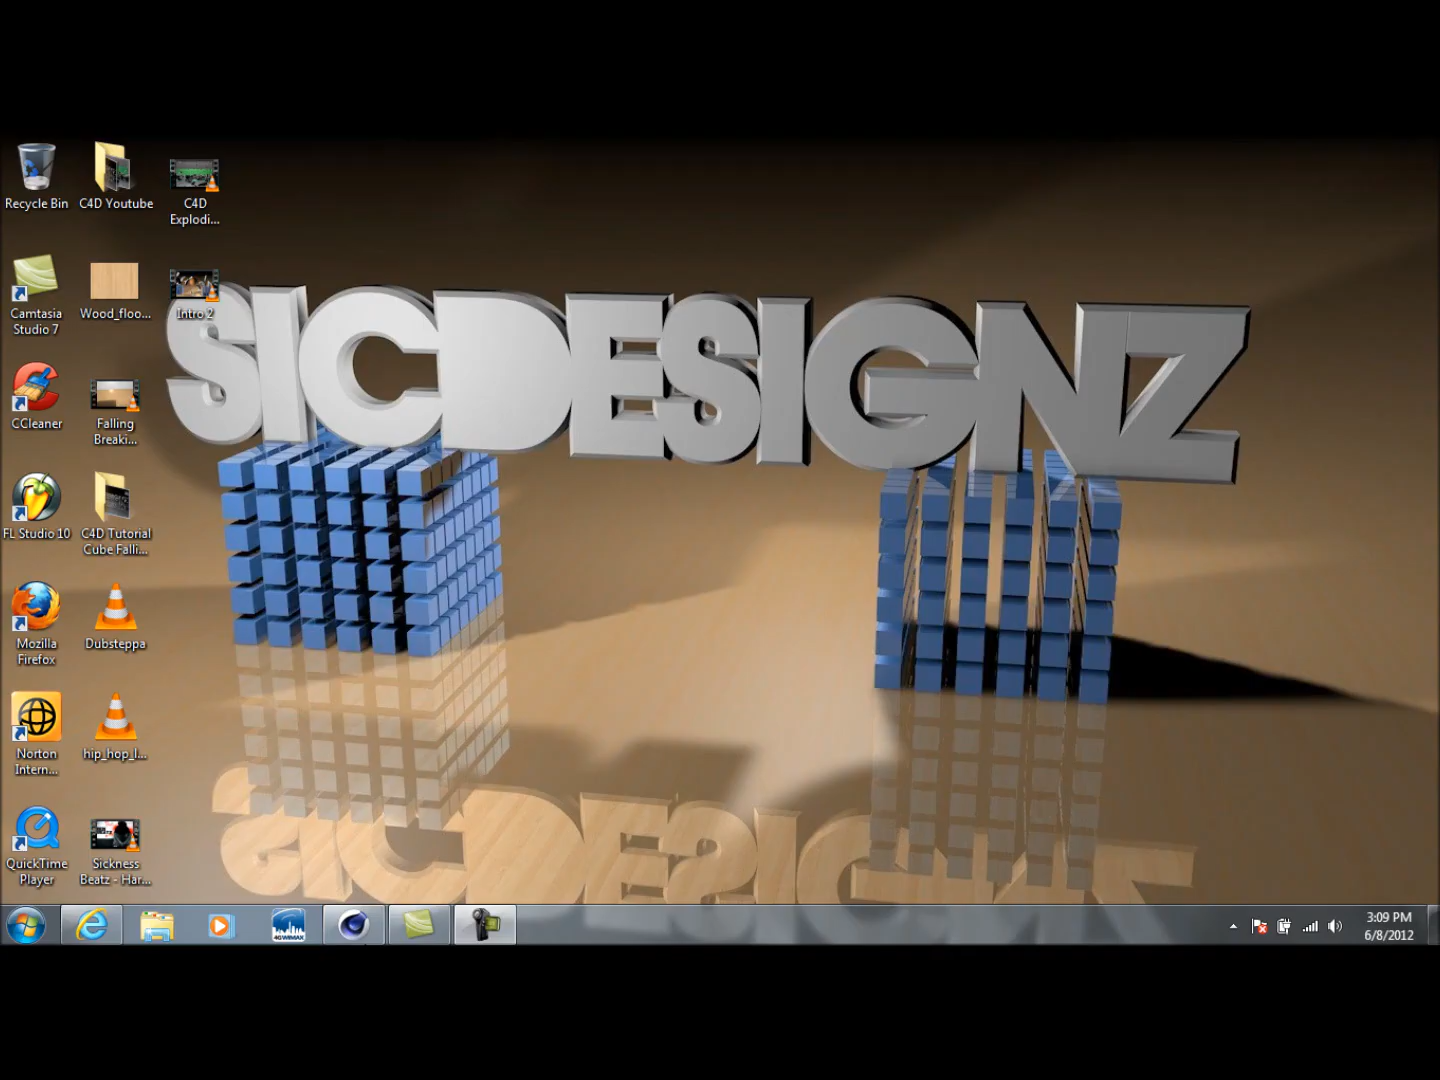 Recycle Bin
C4D Youtube
C4D
Explodi...
Camtasia
Studio 7
Wood_floo...
Intro 2
CCleaner
Falling
Breaki...
FL Studio 10
C4D Tutorial
Cube Falli...
Mozilla
Firefox
Dubsteppa
Norton
Intern...
hip_hop_l...
QuickTime
Player
Sickness
Beatz - Har...
SICDESIGNZ
4G WiMAX
3:09 PM
6/8/2012